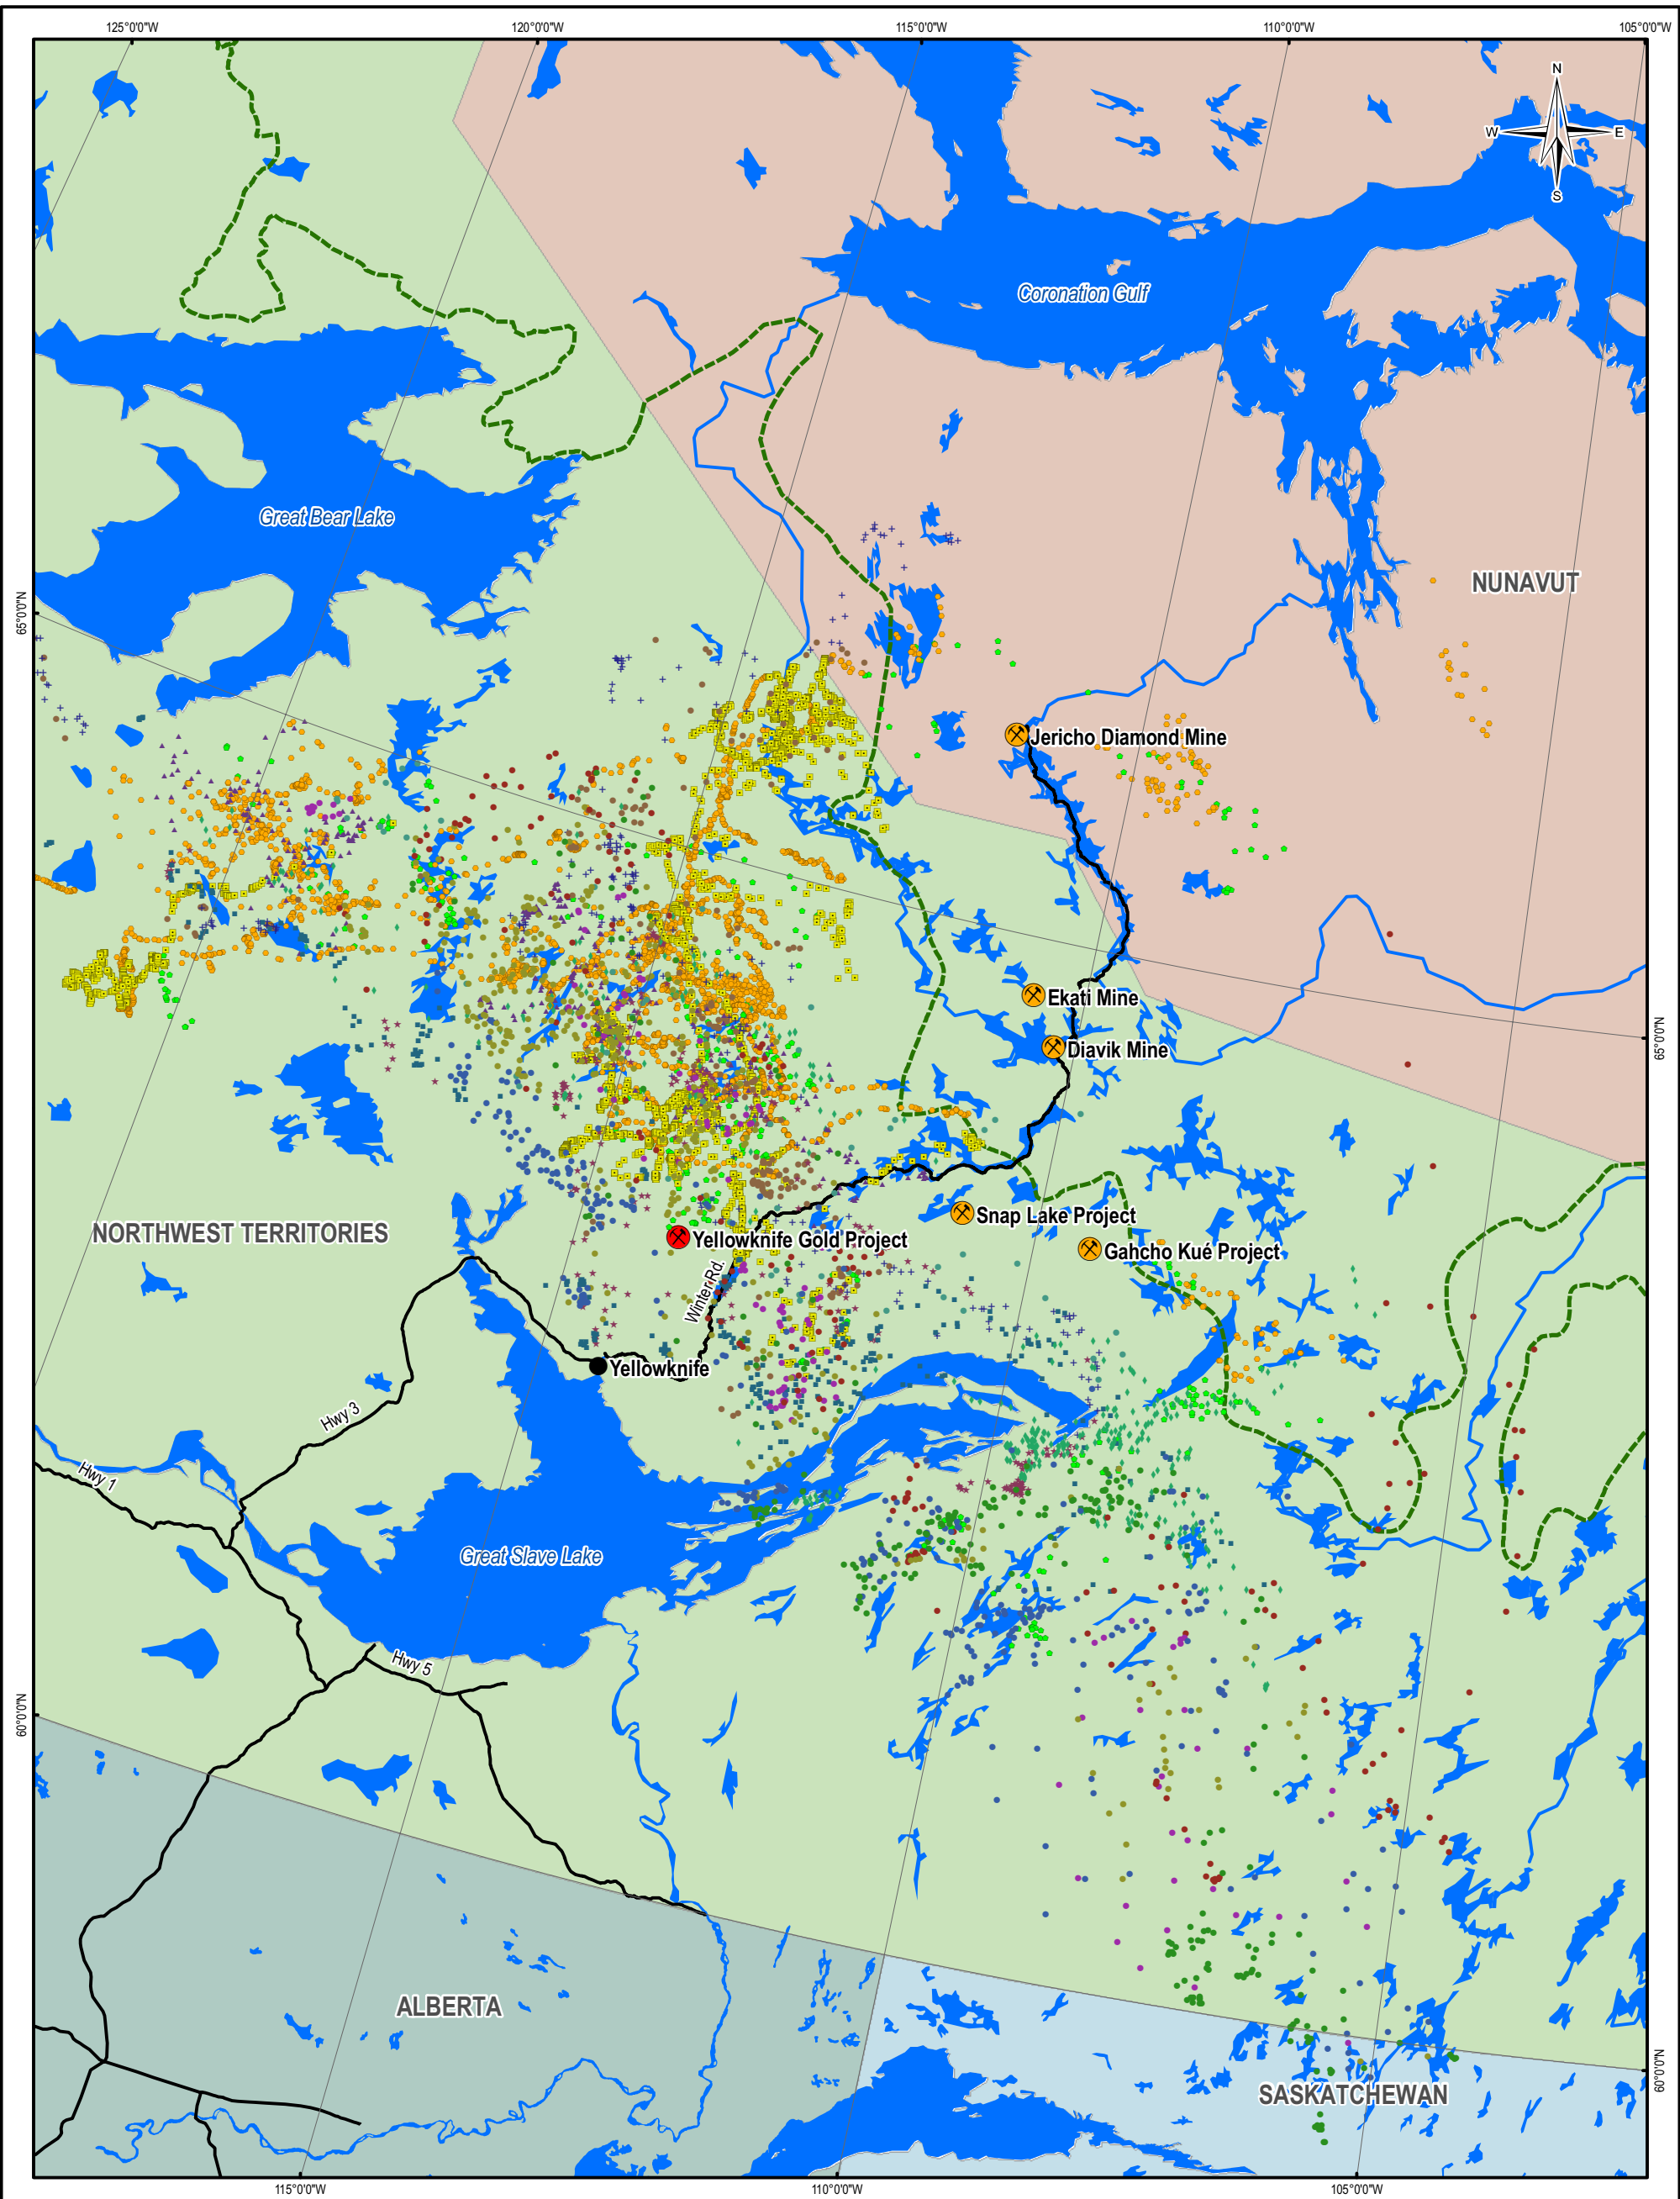 125°0'0"W
120°0'0"W
115°0'0"W
110°0'0"W
105°0'0"W
N
W
E
S
Coronation Gulf
Great Bear Lake
NUNAVUT
65°0'0"N
Jericho Diamond Mine
Ekati Mine
Diavik Mine
65°0'0"N
Snap Lake Project
NORTHWEST TERRITORIES
Yellowknife Gold Project
Gahcho Kué Project
Winter Rd.
Yellowknife
Hwy 3
Hwy 1
Great Slave Lake
Hwy 5
60°0'0"N
ALBERTA
60°0'0"N
SASKATCHEWAN
115°0'0"W
110°0'0"W
105°0'0"W